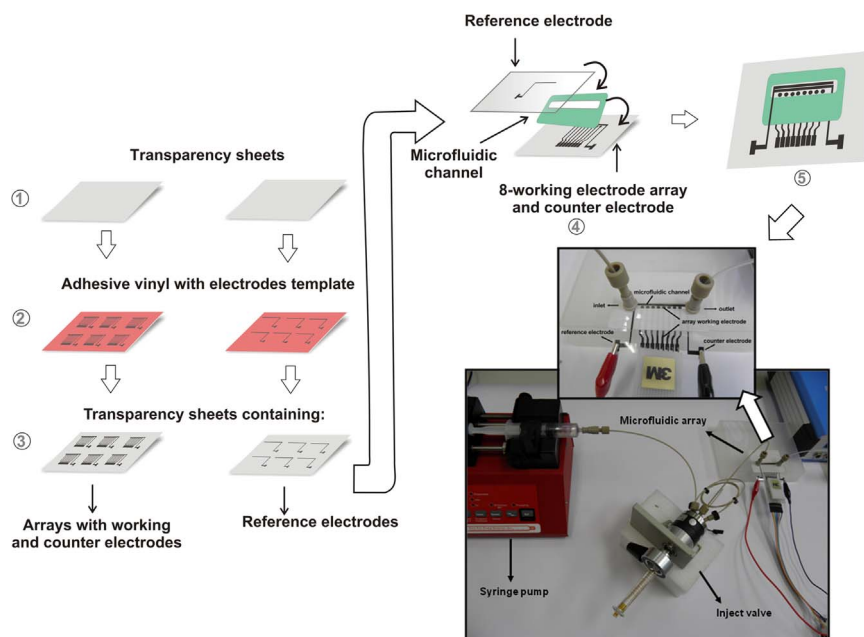 Reference electrode
Microfluidic
channel
8-working electrode array
and counter electrode
④
⑤
Transparency sheets
①
Adhesive vinyl with electrodes template
②
Transparency sheets containing:
③
Arrays with working
and counter electrodes
Reference electrodes
microfluidic channel
inlet
outlet
array working electrode
reference electrode
counter electrode
3M
Microfluidic array
Syringe pump
Inject valve